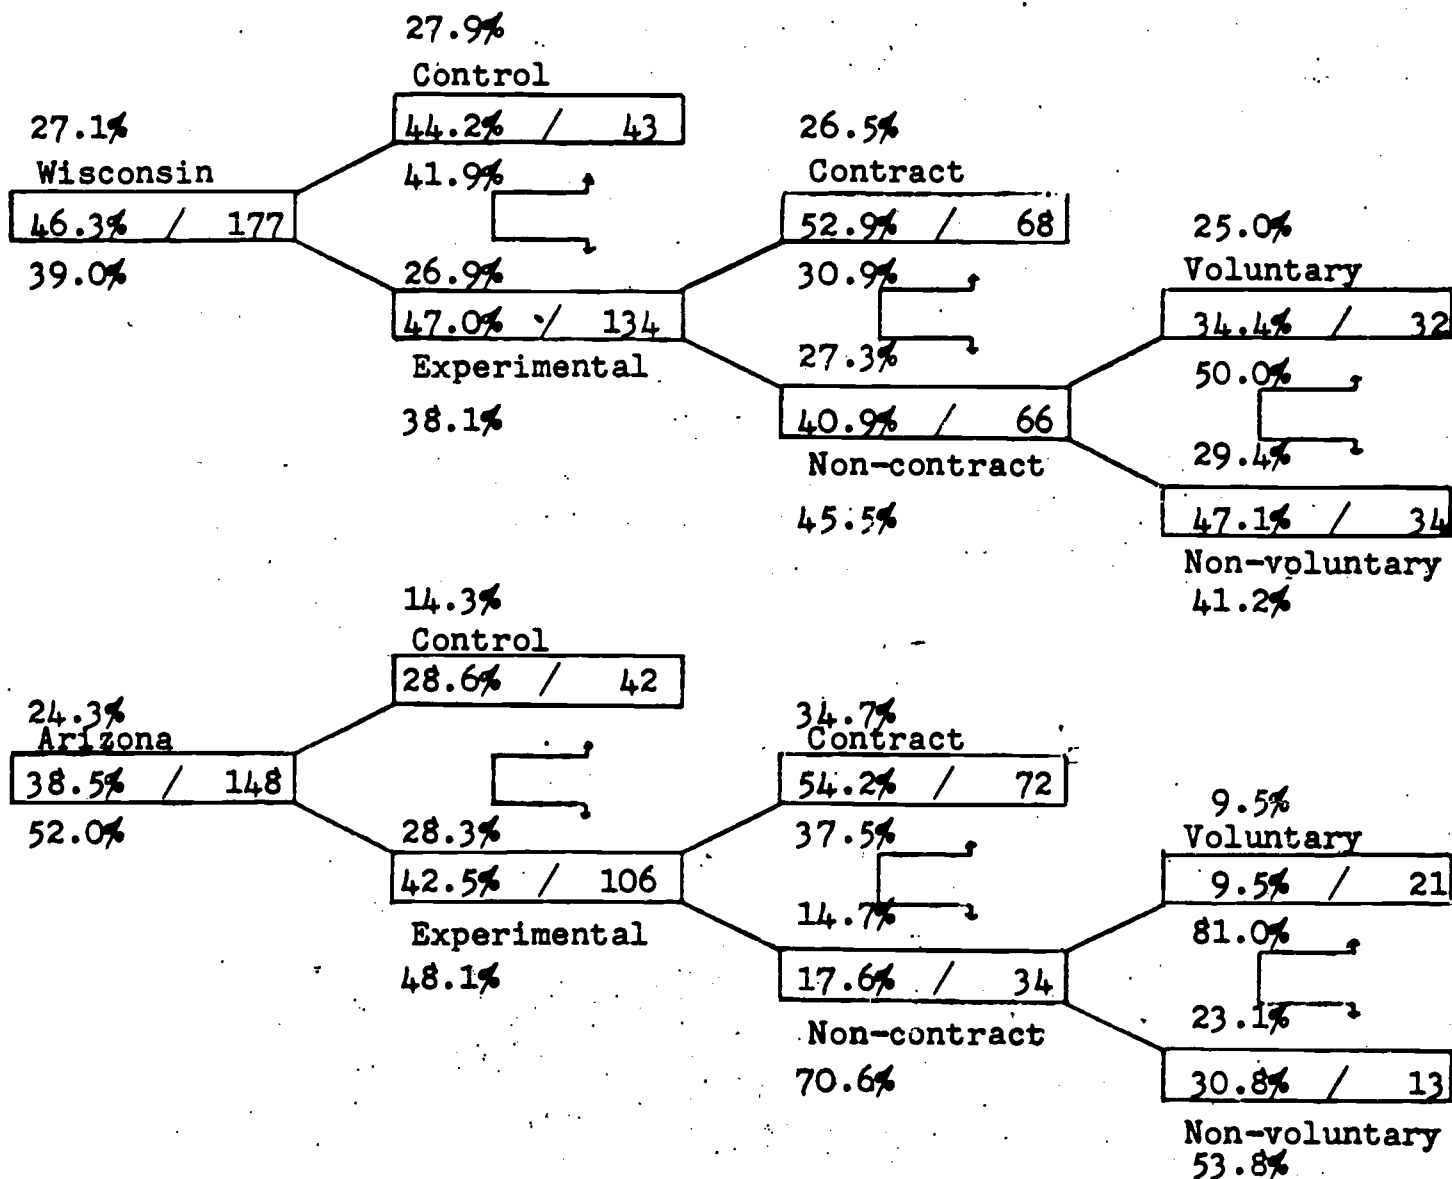 27.9%
Control
44.2% / 43
41.9%
27.1%
Wisconsin
46.3% / 177
39.0%
26.9%
47.0% / 134
Experimental
38.1%
26.5%
Contract
52.9% / 68
30.9%
27.3%
40.9% / 66
Non-contract
45.5%
25.0%
Voluntary
34.4% / 32
50.0%
29.4%
47.1% / 34
Non-voluntary
41.2%
14.3%
Control
28.6% / 42
24.3%
Arizona
38.5% / 148
52.0%
28.3%
42.5% / 106
Experimental
48.1%
34.7%
Contract
54.2% / 72
37.5%
14.7%
17.6% / 34
Non-contract
70.6%
9.5%
Voluntary
9.5% / 21
81.0%
23.1%
30.8% / 13
Non-voluntary
53.8%